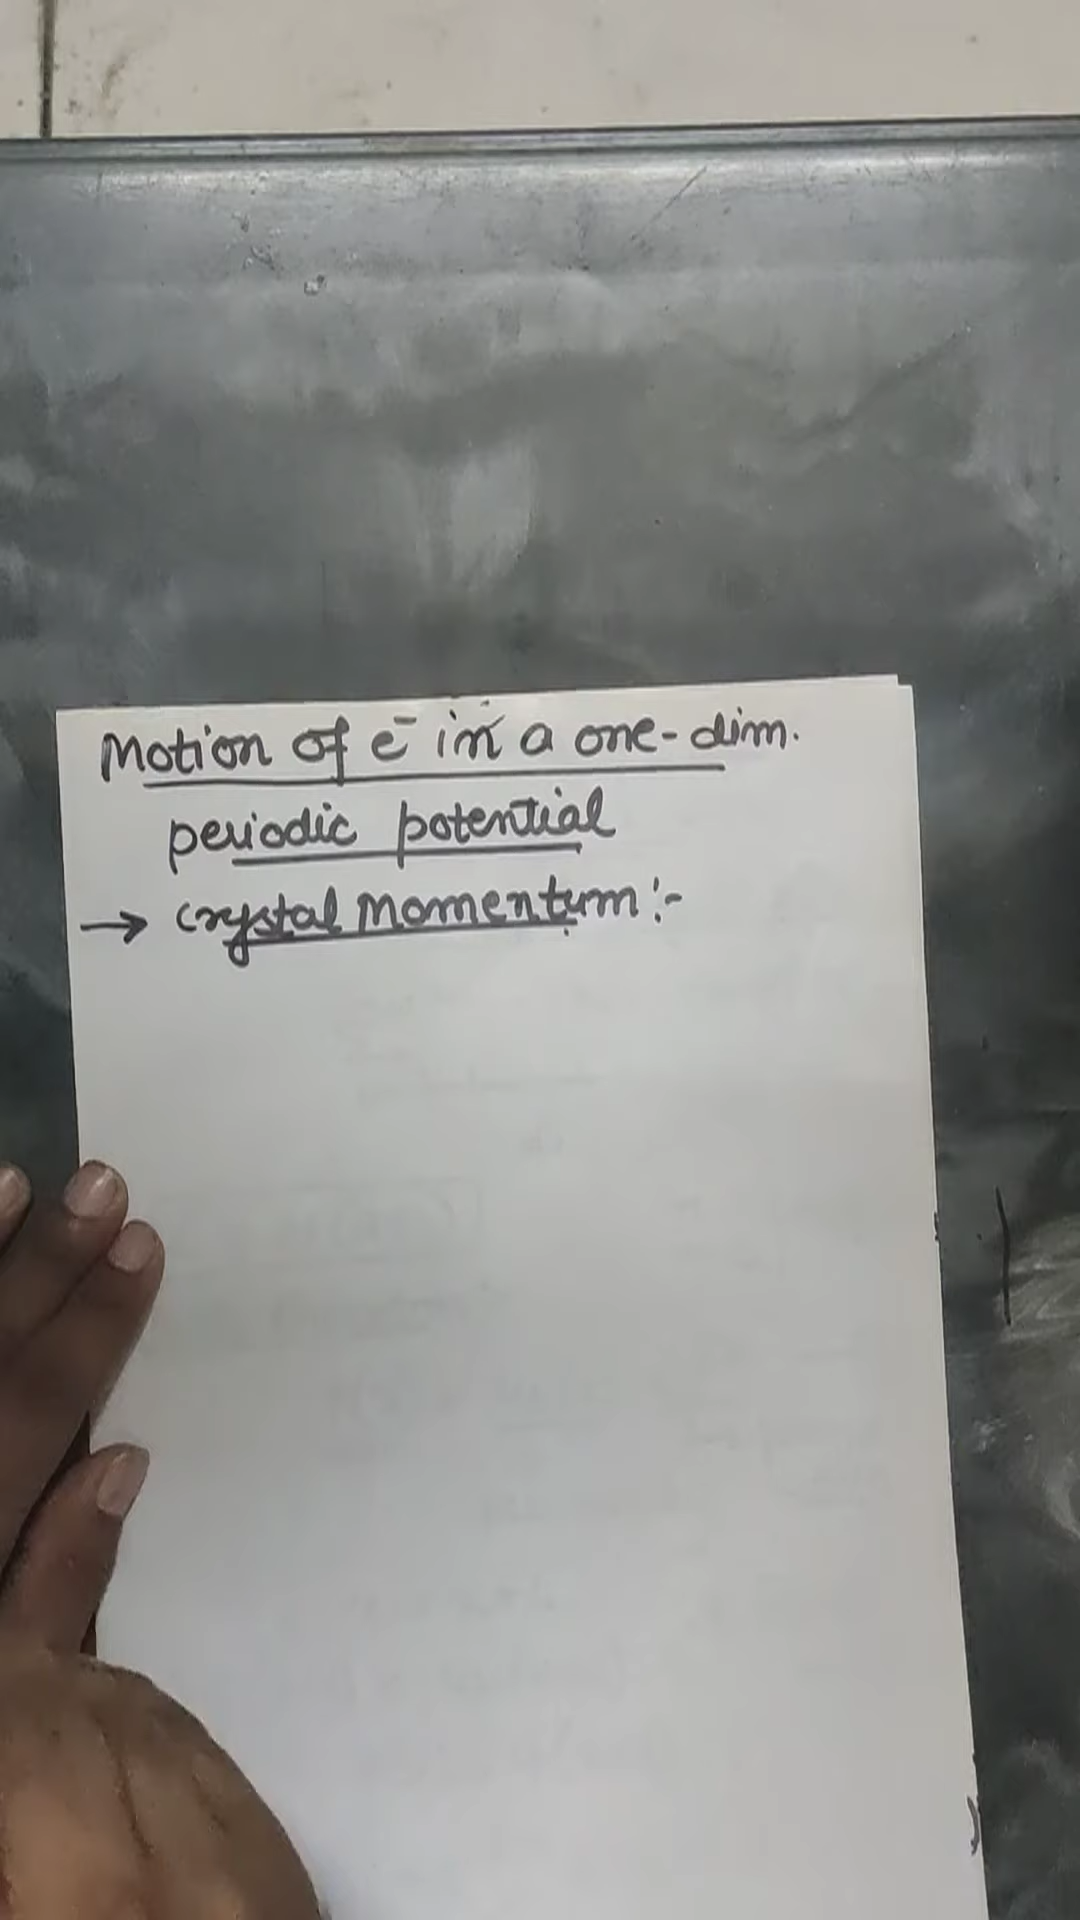 Motion of e⁻ in a one-dim.
periodic potential
→ crystal Momentum :-